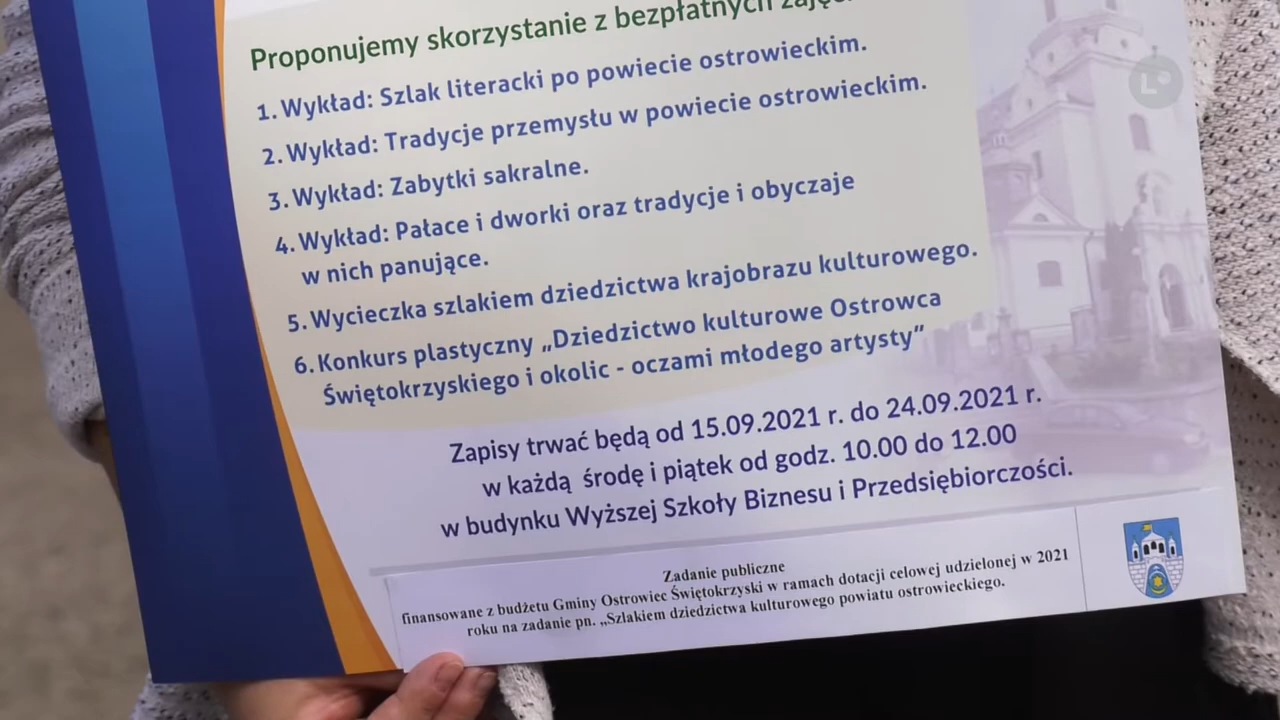 Proponujemy skorzystanie z bezpłatnych zajęć
1. Wykład: Szlak literacki po powiecie ostrowieckim.
2. Wykład: Tradycje przemysłu w powiecie ostrowieckim.
3. Wykład: Zabytki sakralne.
4. Wykład: Pałace i dworki oraz tradycje i obyczaje
w nich panujące.
5. Wycieczka szlakiem dziedzictwa krajobrazu kulturowego.
6. Konkurs plastyczny „Dziedzictwo kulturowe Ostrowca
Świętokrzyskiego i okolic - oczami młodego artysty”
Zapisy trwać będą od 15.09.2021 r. do 24.09.2021 r.
w każdą środę i piątek od godz. 10.00 do 12.00
w budynku Wyższej Szkoły Biznesu i Przedsiębiorczości.
Zadanie publiczne
finansowane z budżetu Gminy Ostrowiec Świętokrzyski w ramach dotacji celowej udzielonej w 2021
roku na zadanie pn. „Szlakiem dziedzictwa kulturowego powiatu ostrowieckiego.